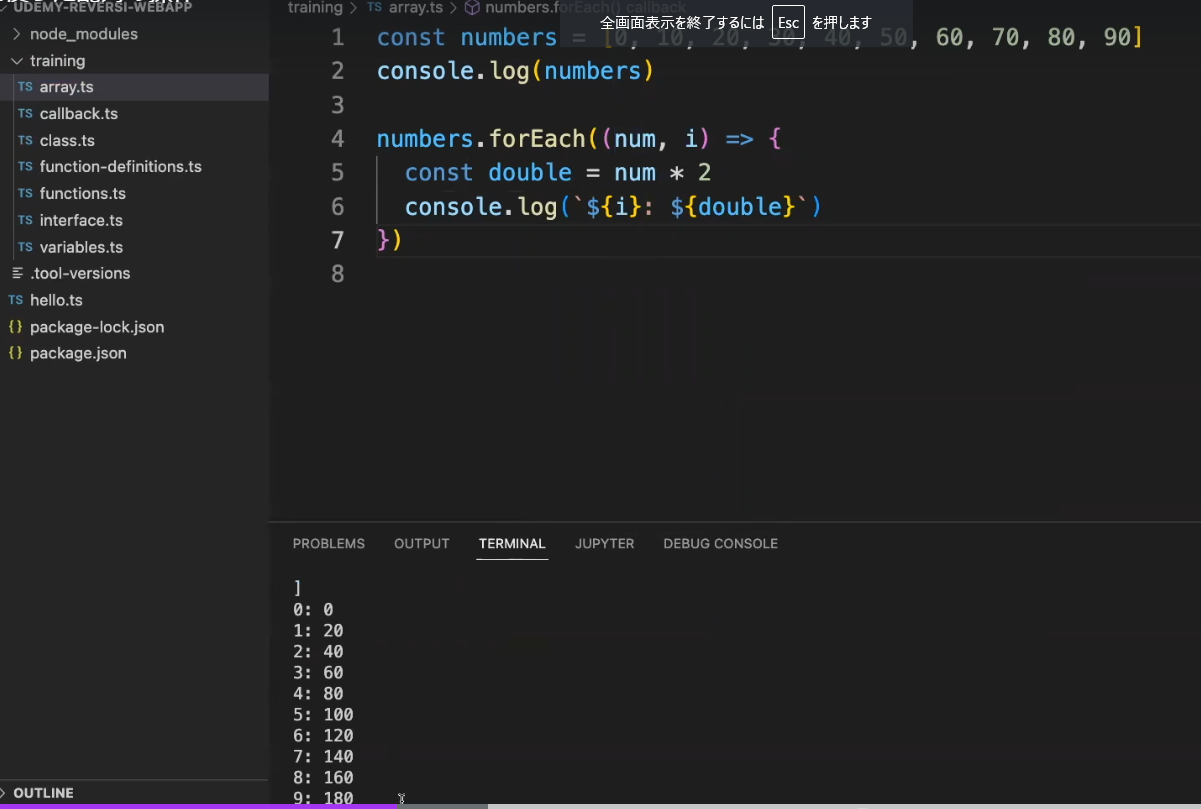 UDEMY-REVERSI-WEBAPP
node_modules
training
TS array.ts
TS callback.ts
TS class.ts
TS function-definitions.ts
TS functions.ts
TS interface.ts
TS variables.ts
.tool-versions
TS hello.ts
{} package-lock.json
{} package.json
OUTLINE
training > TS array.ts > numbers.forEach() callback
全画面表示を終了するには Esc を押します
1 const numbers = [0, 10, 20, 30, 40, 50, 60, 70, 80, 90]
2 console.log(numbers)
3
4 numbers.forEach((num, i) => {
5 const double = num * 2
6 console.log(`${i}: ${double}`)
7 })
8
PROBLEMS OUTPUT TERMINAL JUPYTER DEBUG CONSOLE
]
0: 0
1: 20
2: 40
3: 60
4: 80
5: 100
6: 120
7: 140
8: 160
9: 180